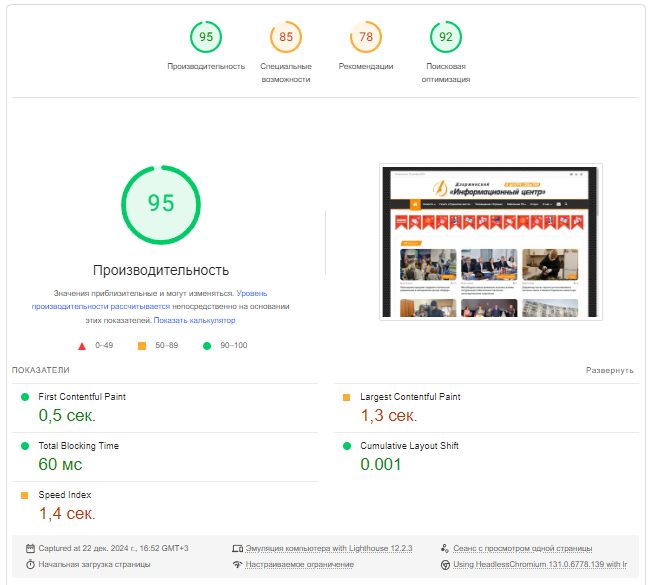 95
85
78
92
Производительность
Специальные
возможности
Рекомендации
Поисковая
оптимизация
95
Производительность
Значения приблизительные и могут изменяться. Уровень
производительности рассчитывается непосредственно на основании
этих показателей. Показать калькулятор
0–49
50–89
90–100
Дзержинский
«Информационный центр»
ПОКАЗАТЕЛИ
Развернуть
First Contentful Paint
0,5 сек.
Largest Contentful Paint
1,3 сек.
Total Blocking Time
60 мс
Cumulative Layout Shift
0.001
Speed Index
1,4 сек.
Captured at 22 дек. 2024 г., 16:52 GMT+3
Эмуляция компьютера with Lighthouse 12.2.3
Сеанс с просмотром одной страницы
Начальная загрузка страницы
Настраиваемое ограничение
Using HeadlessChromium 131.0.6778.139 with lr